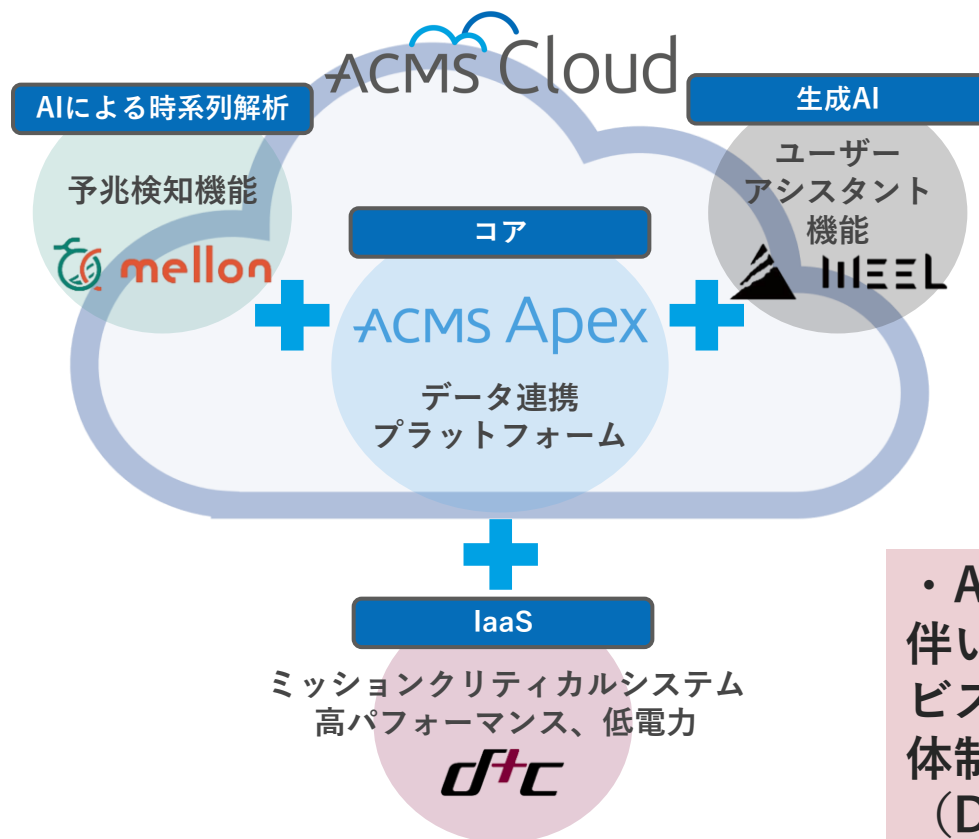 ACMS Cloud
AIによる時系列解析
予兆検知機能
mellon
生成AI
ユーザー
アシスタント
機能
WEEL
コア
ACMS Apex
データ連携
プラットフォーム
IaaS
ミッションクリティカルシステム
高パフォーマンス、低電力
d+c
・A
伴い
ビス
体制
（D